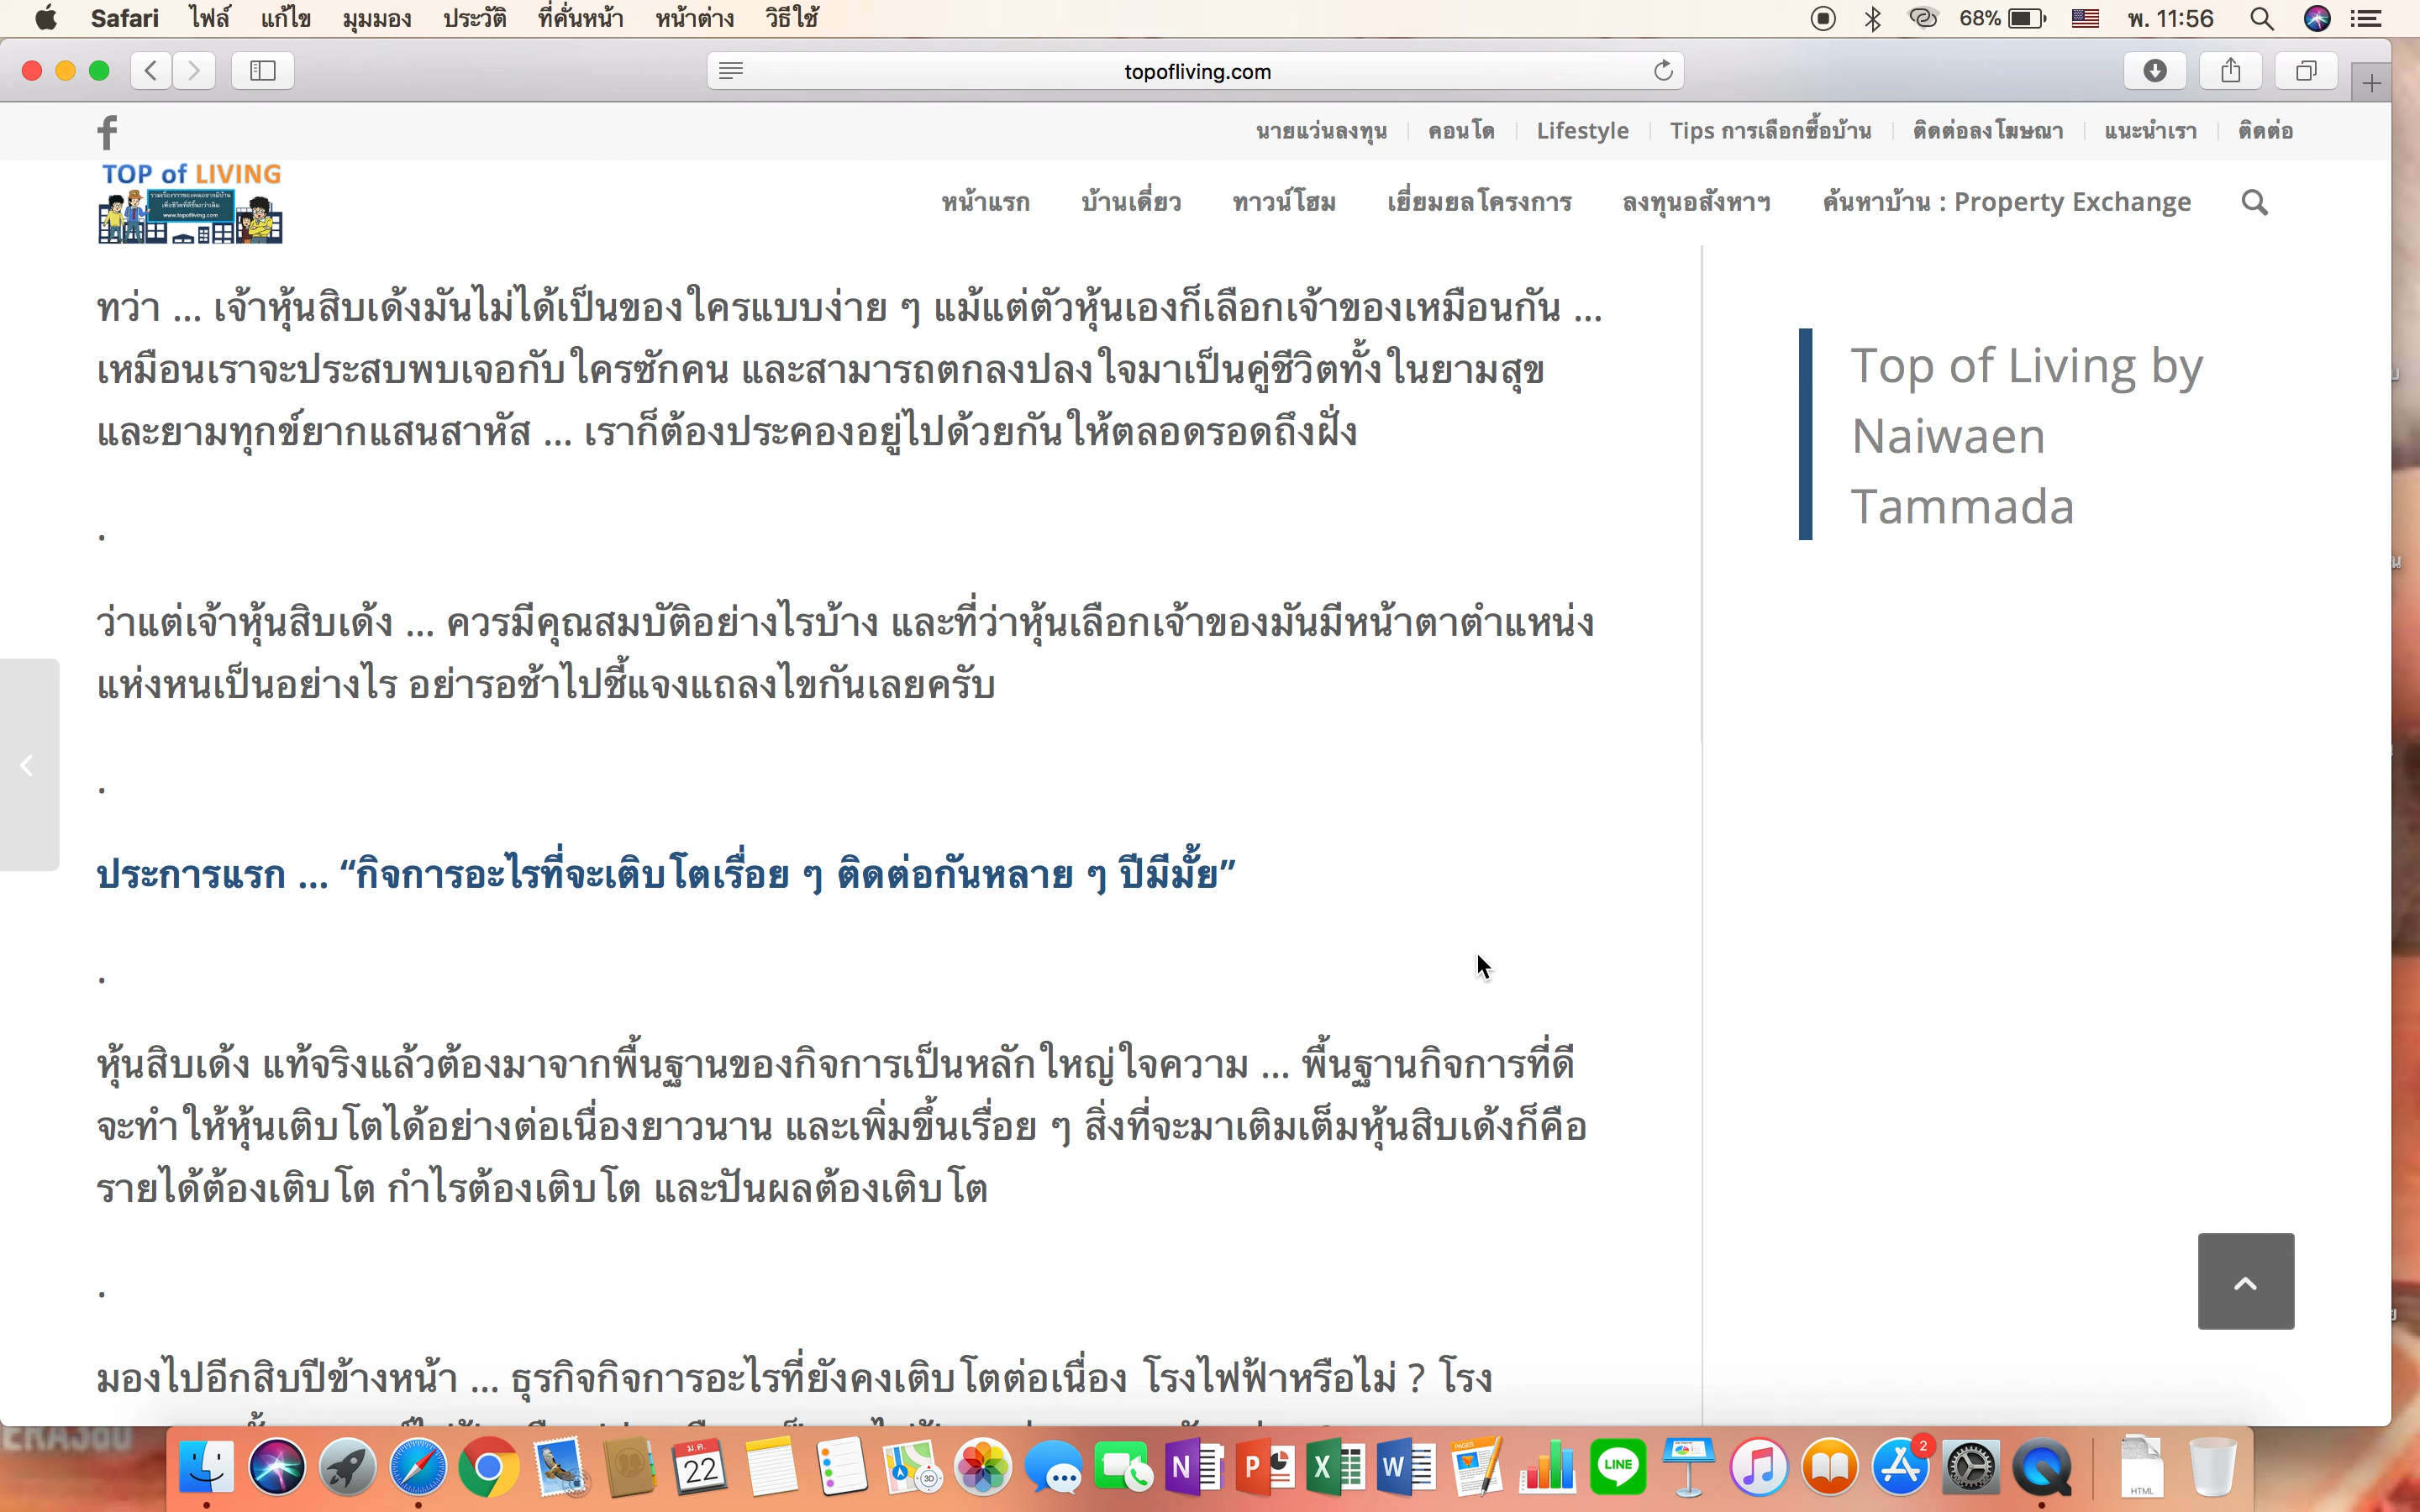 Safari ไฟล์ แก้ไข มุมมอง ประวัติ ที่คั่นหน้า หน้าต่าง วิธีใช้ 68% พ. 11:56
topofliving.com
นายแว่นลงทุน คอนโด Lifestyle Tips การเลือกซื้อบ้าน ติดต่อลงโฆษณา แนะนำเรา ติดต่อ
TOP of LIVING
www.topofliving.com
หน้าแรก บ้านเดี่ยว ทาวน์โฮม เยี่ยมยลโครงการ ลงทุนอสังหาฯ ค้นหาบ้าน : Property Exchange
ทว่า ... เจ้าหุ้นสิบเด้งมันไม่ได้เป็นของใครแบบง่าย ๆ แม้แต่ตัวหุ้นเองก็เลือกเจ้าของเหมือนกัน ...
เหมือนเราจะประสบพบเจอกับใครซักคน และสามารถตกลงปลงใจมาเป็นคู่ชีวิตทั้งในยามสุข
และยามทุกข์ยากแสนสาหัส ... เราก็ต้องประคองอยู่ไปด้วยกันให้ตลอดรอดถึงฝั่ง
.
ว่าแต่เจ้าหุ้นสิบเด้ง ... ควรมีคุณสมบัติอย่างไรบ้าง และที่ว่าหุ้นเลือกเจ้าของมันมีหน้าตาตำแหน่ง
แห่งหนเป็นอย่างไร อย่ารอช้าไปชี้แจงแถลงไขกันเลยครับ
.
ประการแรก ... “กิจการอะไรที่จะเติบโตเรื่อย ๆ ติดต่อกันหลาย ๆ ปีมีมั้ย”
.
หุ้นสิบเด้ง แท้จริงแล้วต้องมาจากพื้นฐานของกิจการเป็นหลักใหญ่ใจความ ... พื้นฐานกิจการที่ดี
จะทำให้หุ้นเติบโตได้อย่างต่อเนื่องยาวนาน และเพิ่มขึ้นเรื่อย ๆ สิ่งที่จะมาเติมเต็มหุ้นสิบเด้งก็คือ
รายได้ต้องเติบโต กำไรต้องเติบโต และปันผลต้องเติบโต
.
มองไปอีกสิบปีข้างหน้า ... ธุรกิจกิจการอะไรที่ยังคงเติบโตต่อเนื่อง โรงไฟฟ้าหรือไม่ ? โรง
Top of Living by
Naiwaen
Tammada
ม.ค.
22
3D
N
P
X
W
PAGES
LINE
2
HTML